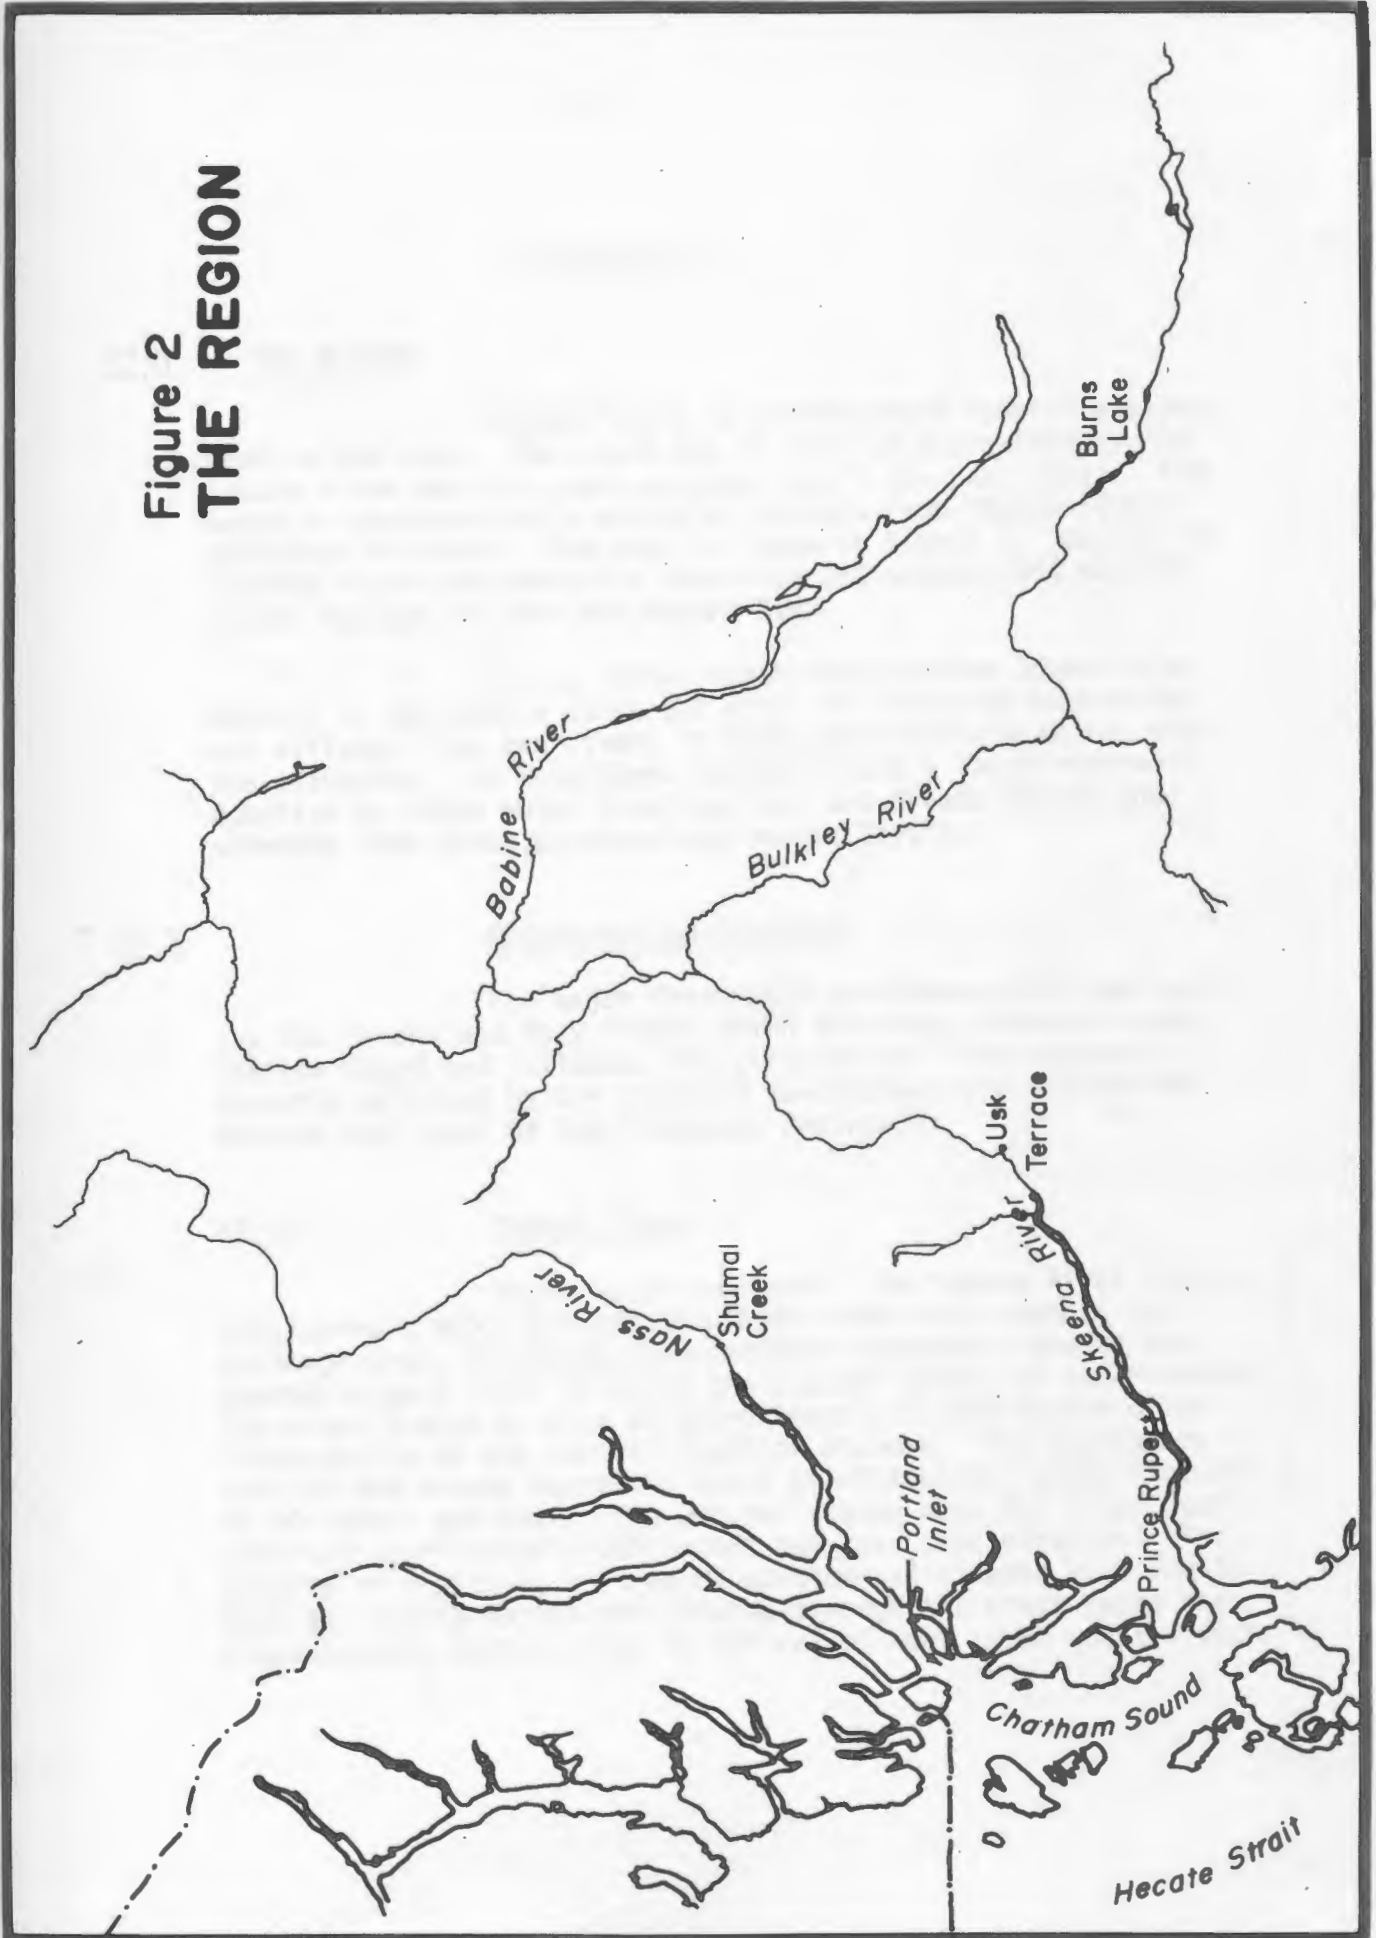 Figure 2
THE REGION
Babine River
Bulkley River
Burns
Lake
Nass River
Shumal
Creek
Usk
Terrace
Skeena River
Portland
Inlet
Prince Rupert
Chatham Sound
Hecate Strait